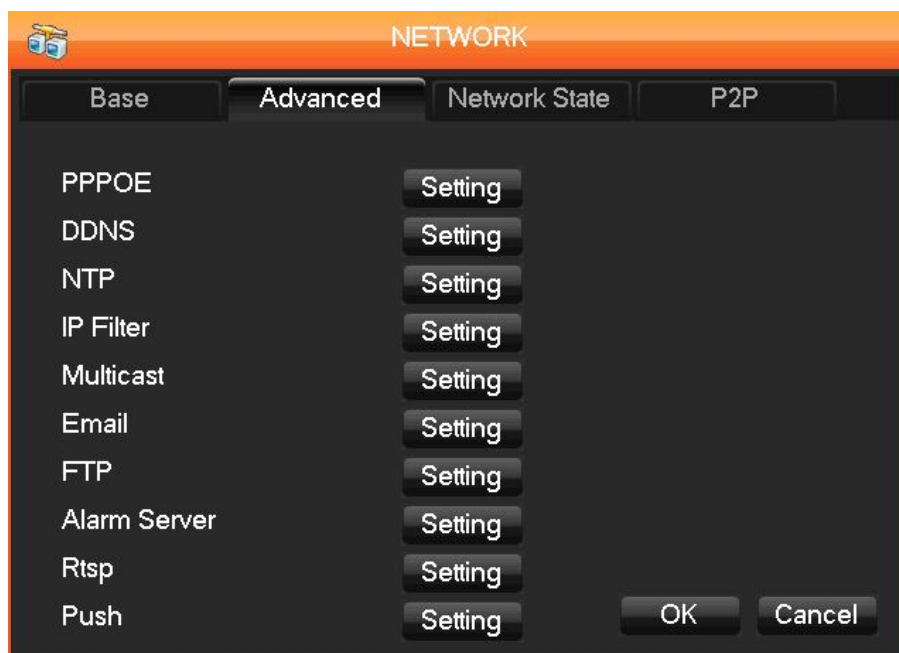 NETWORK
Base Advanced Network State P2P
PPPOE Setting
DDNS Setting
NTP Setting
IP Filter Setting
Multicast Setting
Email Setting
FTP Setting
Alarm Server Setting
Rtsp Setting
Push Setting OK Cancel